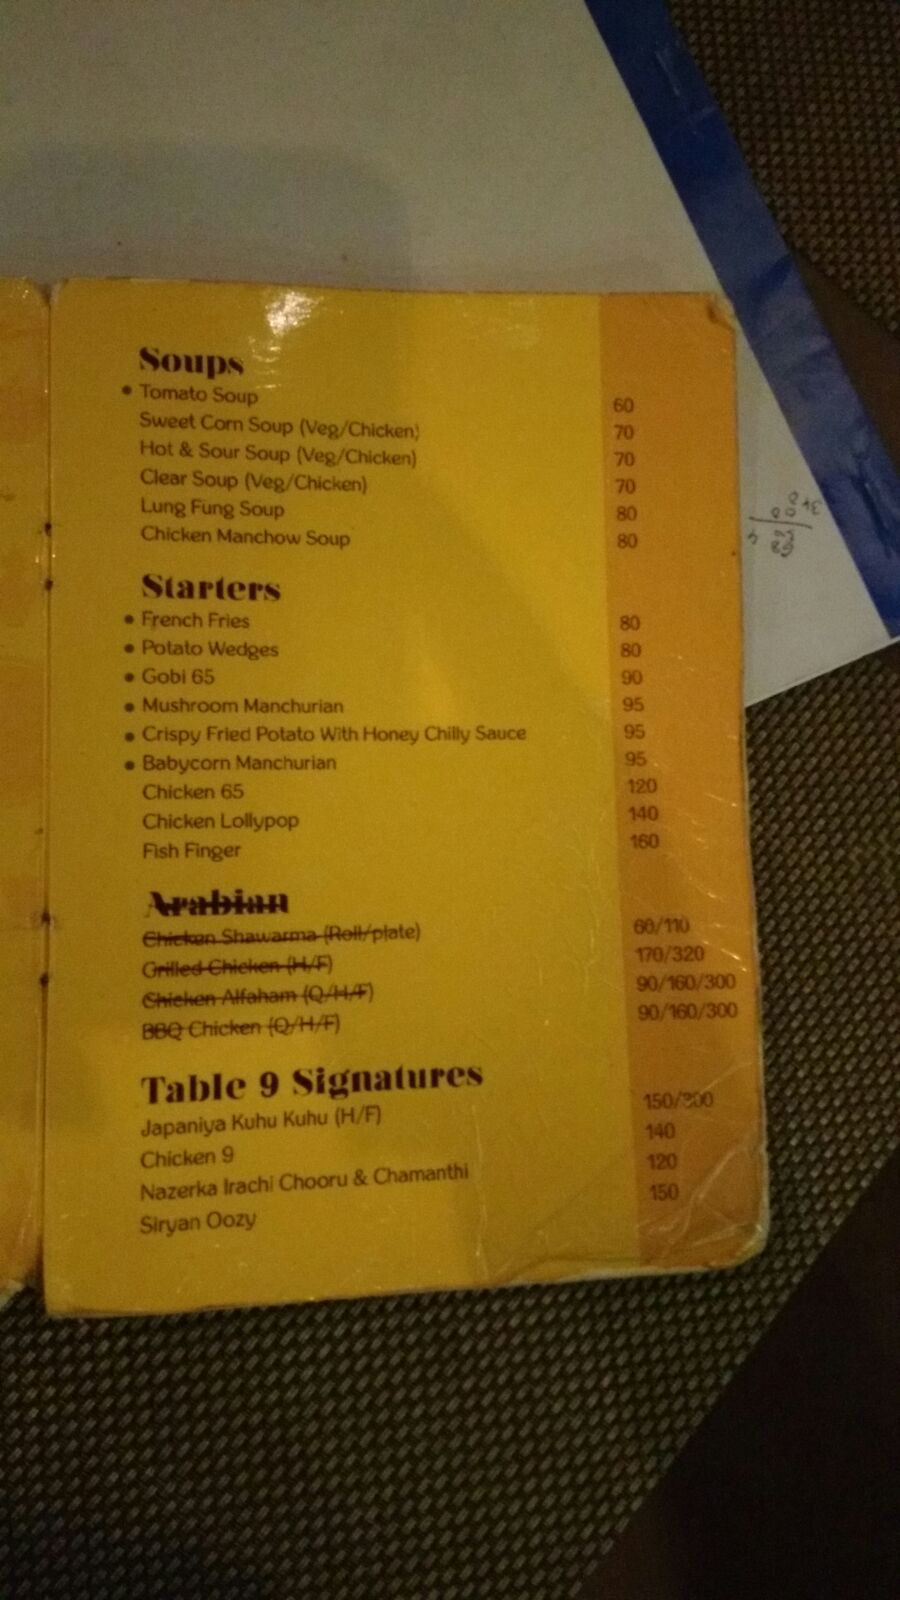 Soups
• Tomato Soup 60
Sweet Corn Soup (Veg/Chicken) 70
Hot & Sour Soup (Veg/Chicken) 70
Clear Soup (Veg/Chicken) 70
Lung Fung Soup 80
Chicken Manchow Soup 80
Starters
• French Fries 80
• Potato Wedges 80
• Gobi 65 90
• Mushroom Manchurian 95
• Crispy Fried Potato With Honey Chilly Sauce 95
• Babycorn Manchurian 95
Chicken 65 120
Chicken Lollypop 140
Fish Finger 160
Arabian
Chicken Shawarma (Roll/plate) 60/110
Grilled Chicken (H/F) 170/320
Chicken Alfaham (Q/H/F) 90/160/300
BBQ Chicken (Q/H/F) 90/160/300
Table 9 Signatures
Japaniya Kuhu Kuhu (H/F) 150/300
Chicken 9 140
Nazerka Irachi Chooru & Chamanthi 120
Siryan Oozy 150